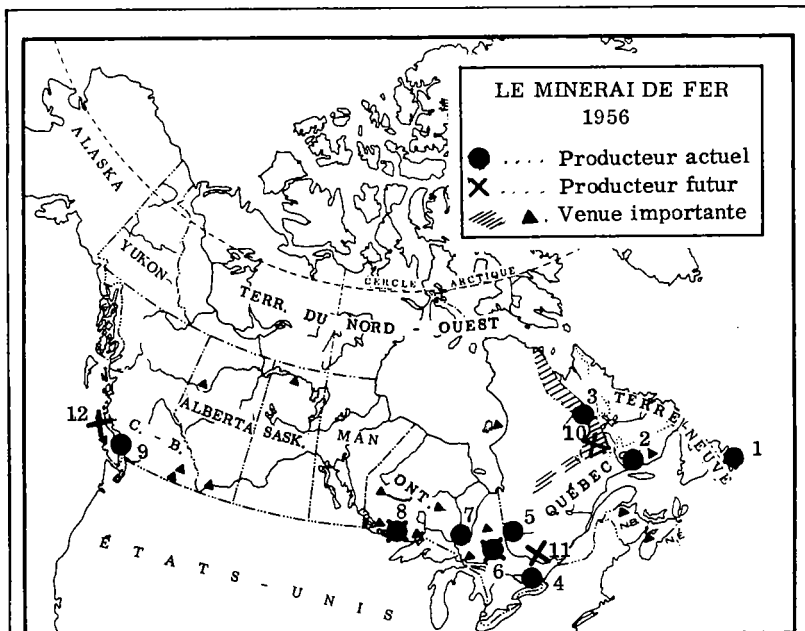 LE MINERAI DE FER
1956
..... Producteur actuel
..... Producteur futur
Venue importante
ALASKA
YUKON
CERCLE ARCTIQUE
TERR. DU NORD - OUEST
C. - B.
ALBERTA
SASK.
MAN
ONT.
QUÉBEC
TERRE-NEUVE
N.B.
N.É.
ÉTATS-UNIS
1
2
3
4
5
6
7
8
9
10
11
12